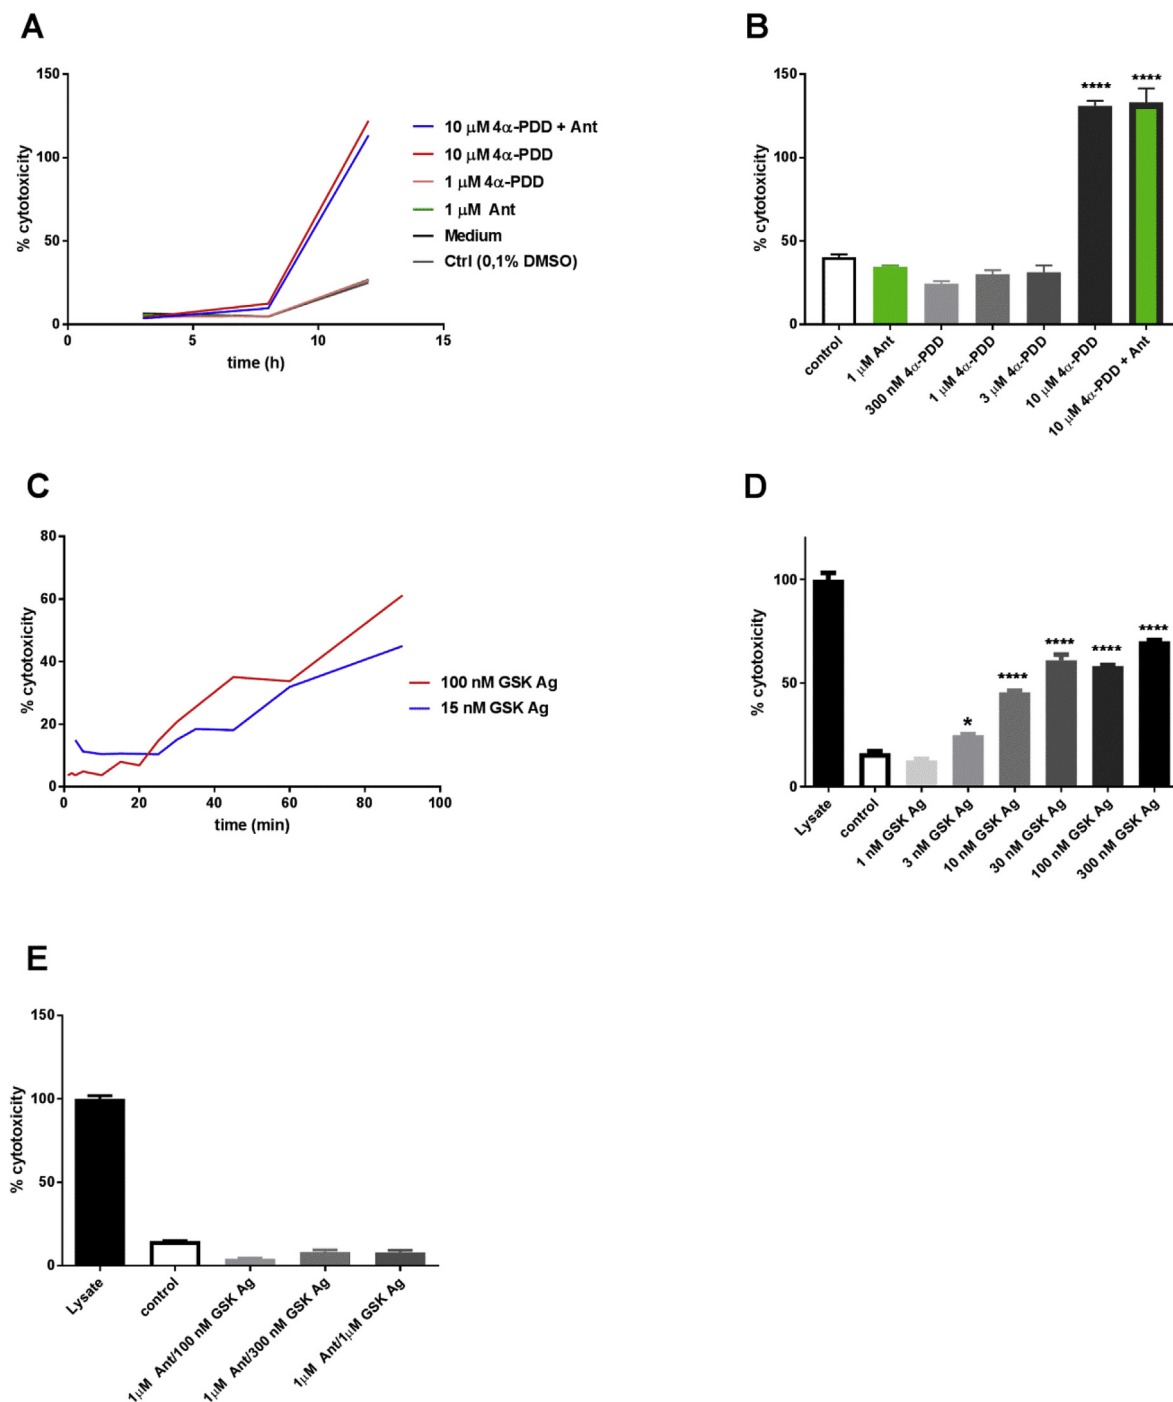 A
150
100
50
0
% cytotoxicity
0
5
10
15
time (h)
10 μM 4α-PDD + Ant
10 μM 4α-PDD
1 μM 4α-PDD
1 μM Ant
Medium
Ctrl (0,1% DMSO)
B
150
100
50
0
% cytotoxicity
****
****
control
1 μM Ant
300 nM 4α-PDD
1 μM 4α-PDD
3 μM 4α-PDD
10 μM 4α-PDD
10 μM 4α-PDD + Ant
C
80
60
40
20
0
% cytotoxicity
0
20
40
60
80
100
time (min)
100 nM GSK Ag
15 nM GSK Ag
D
100
50
0
% cytotoxicity
*
****
****
****
****
Lysate
control
1 nM GSK Ag
3 nM GSK Ag
10 nM GSK Ag
30 nM GSK Ag
100 nM GSK Ag
300 nM GSK Ag
E
150
100
50
0
% cytotoxicity
Lysate
control
1μM Ant/100 nM GSK Ag
1μM Ant/300 nM GSK Ag
1μM Ant/1μM GSK Ag